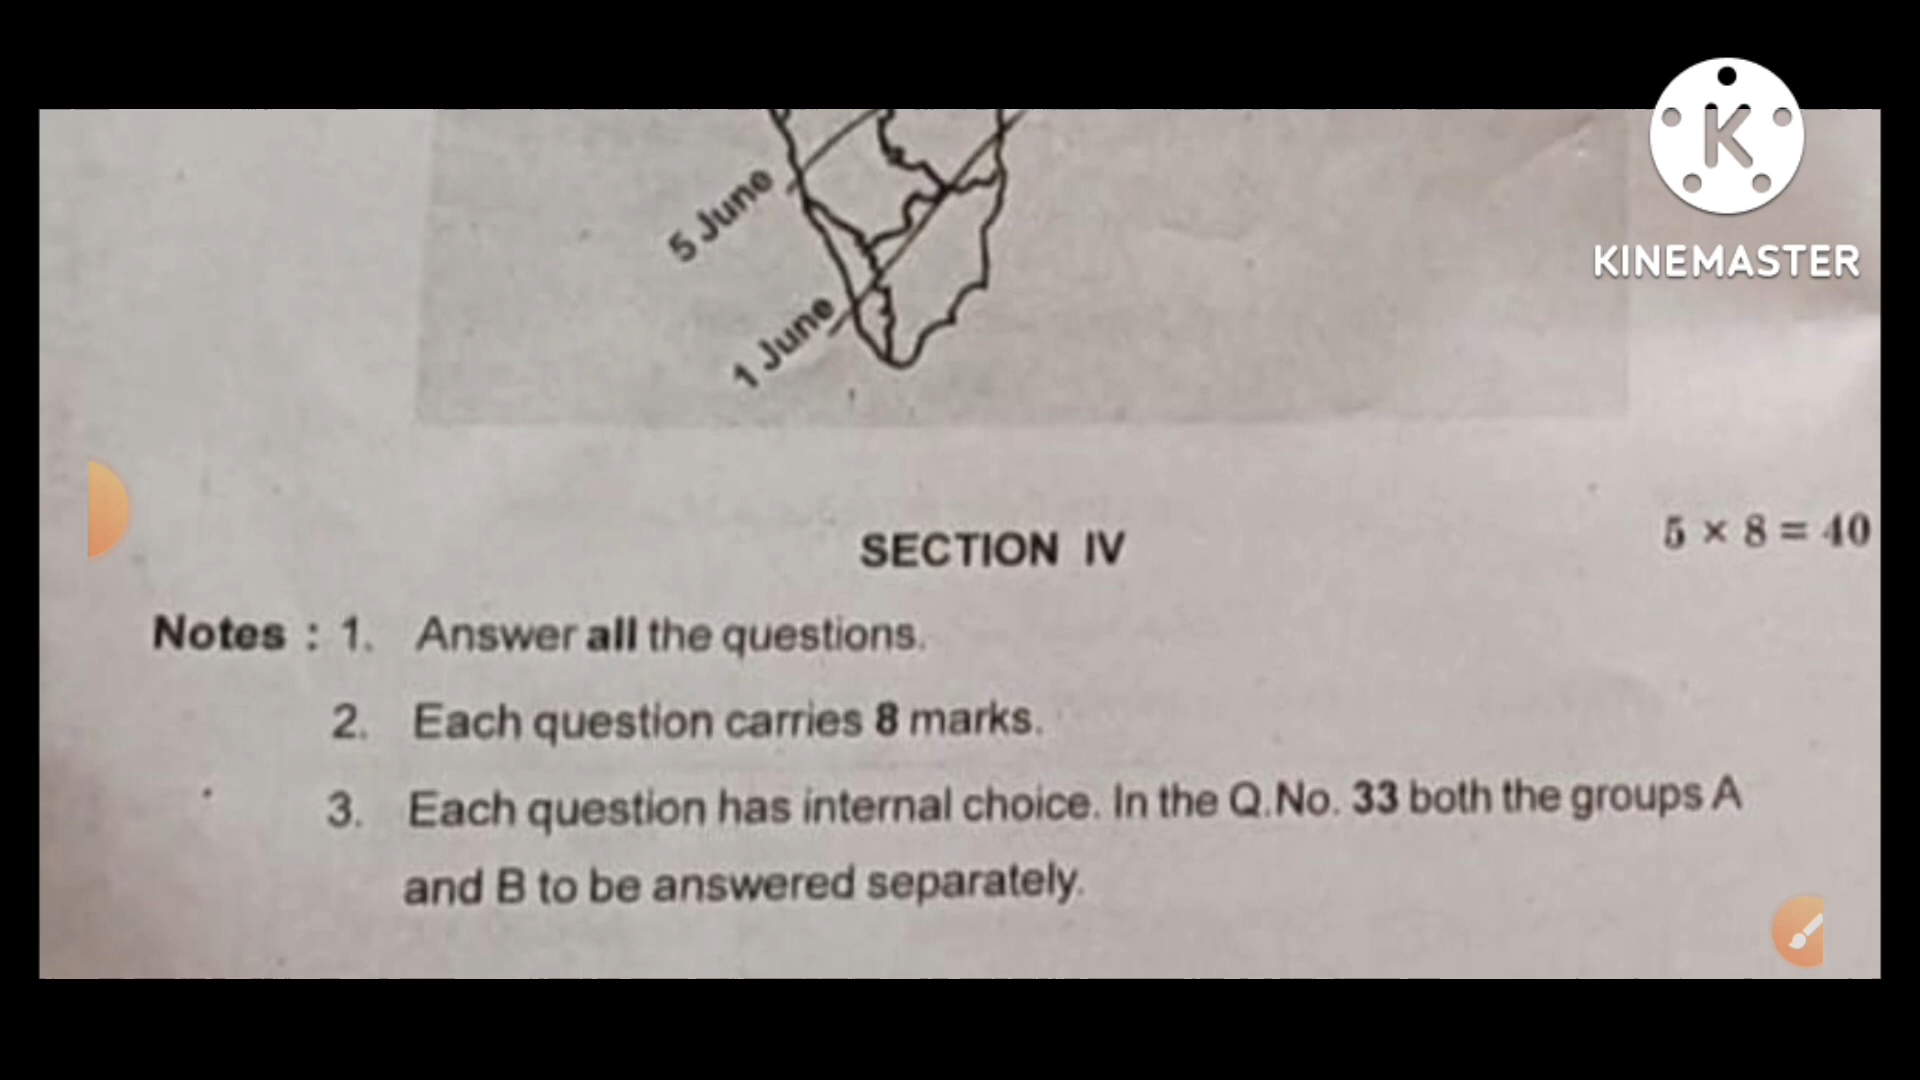 K
KINEMASTER
5 June
1 June
5 × 8 = 40
SECTION IV
Notes : 1. Answer all the questions.
2. Each question carries 8 marks.
3. Each question has internal choice. In the Q.No. 33 both the groups A
and B to be answered separately.